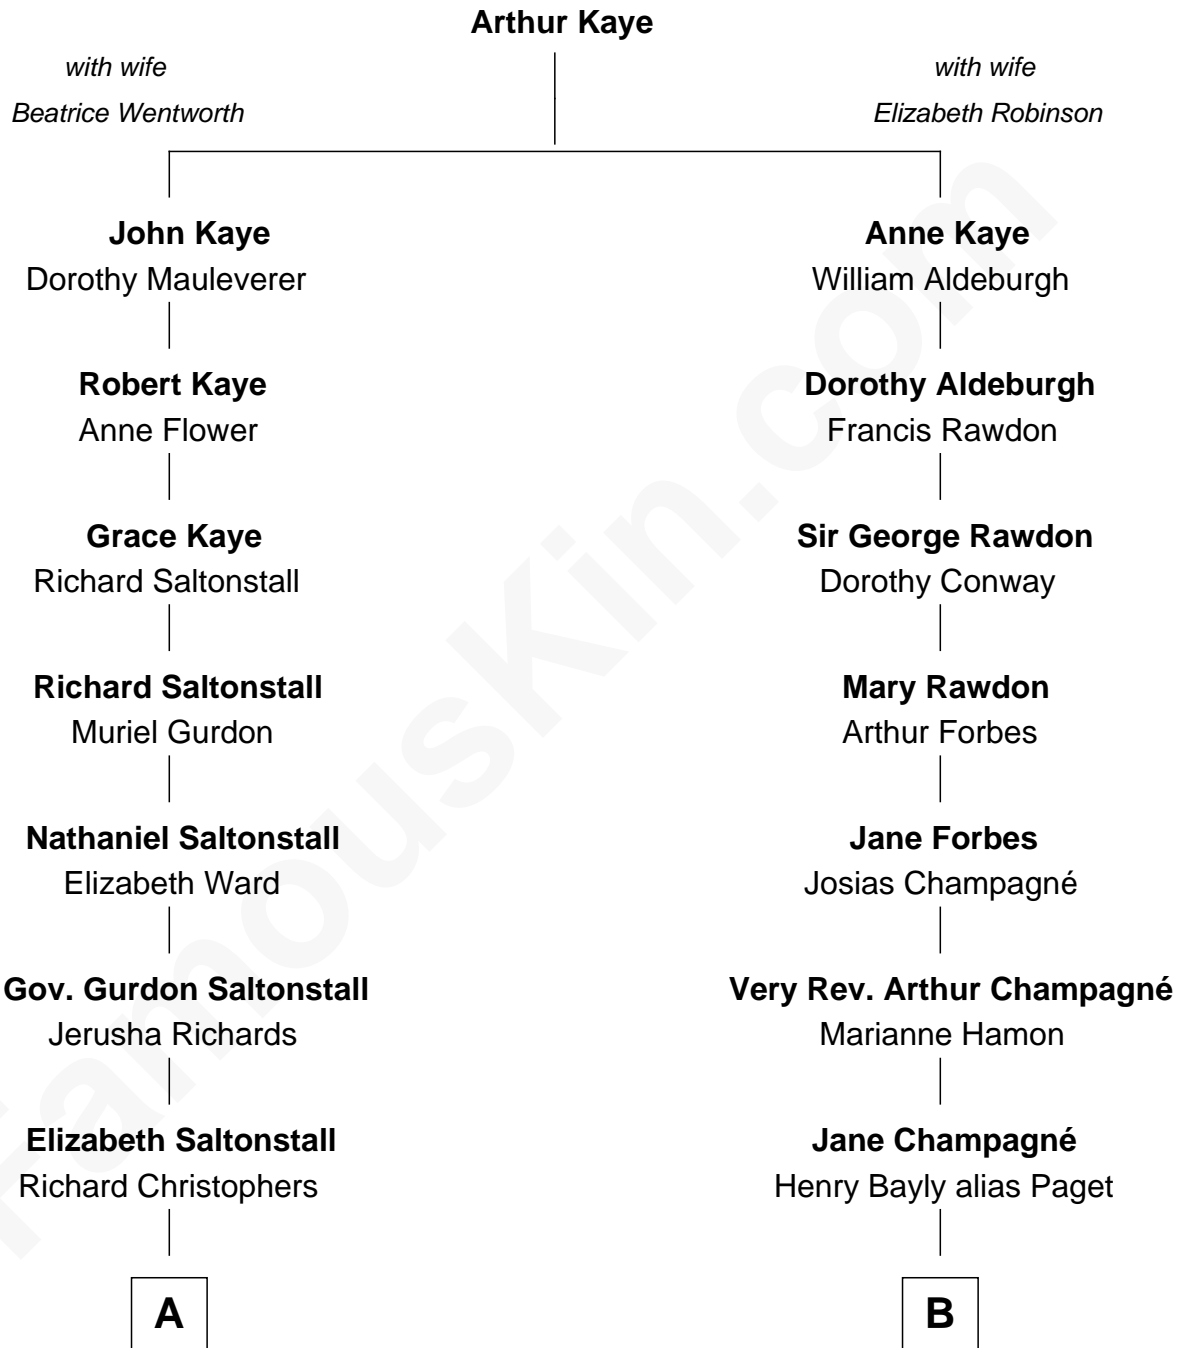 Arthur Kaye
with wife
Beatrice Wentworth
with wife
Elizabeth Robinson
John Kaye
Dorothy Mauleverer
Anne Kaye
William Aldeburgh
Robert Kaye
Anne Flower
Dorothy Aldeburgh
Francis Rawdon
Grace Kaye
Richard Saltonstall
Sir George Rawdon
Dorothy Conway
Richard Saltonstall
Muriel Gurdon
Mary Rawdon
Arthur Forbes
Nathaniel Saltonstall
Elizabeth Ward
Jane Forbes
Josias Champagné
Gov. Gurdon Saltonstall
Jerusha Richards
Very Rev. Arthur Champagné
Marianne Hamon
Elizabeth Saltonstall
Richard Christophers
Jane Champagné
Henry Bayly alias Paget
A
B
FamousKin.com